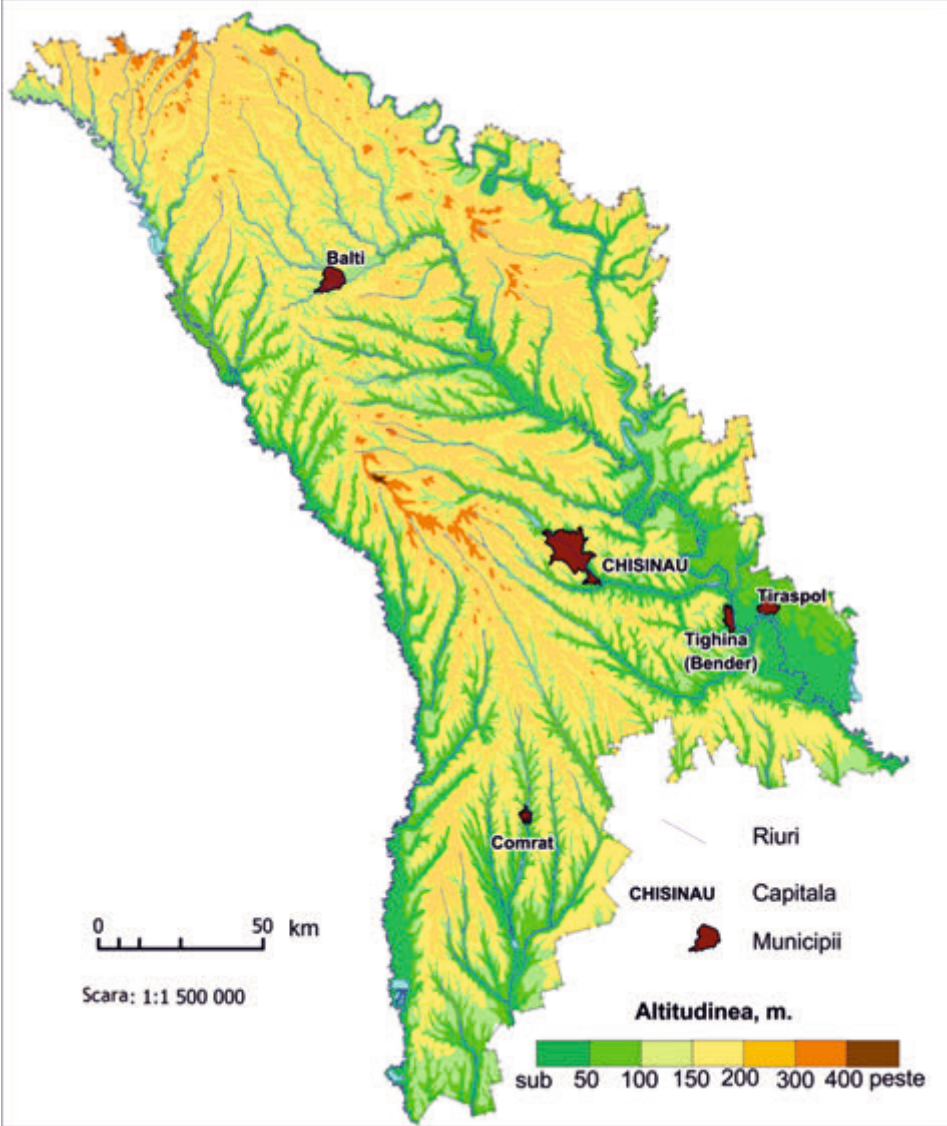 Balti
CHISINAU
Tiraspol
Tighina
(Bender)
Comrat
Riuri
CHISINAU Capitala
Municipii
0 50 km
Scara: 1:1 500 000
Altitudinea, m.
sub 50 100 150 200 300 400 peste